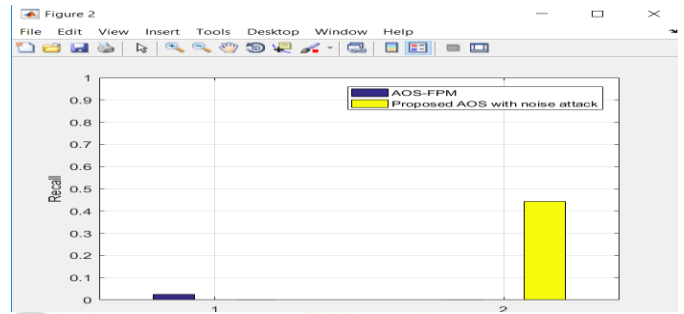 Figure 2
File Edit View Insert Tools Desktop Window Help
1
AOS-FPM
0.9
Proposed AOS with noise attack
0.8
0.7
0.6
Recall
0.5
0.4
0.3
0.2
0.1
0
1 2